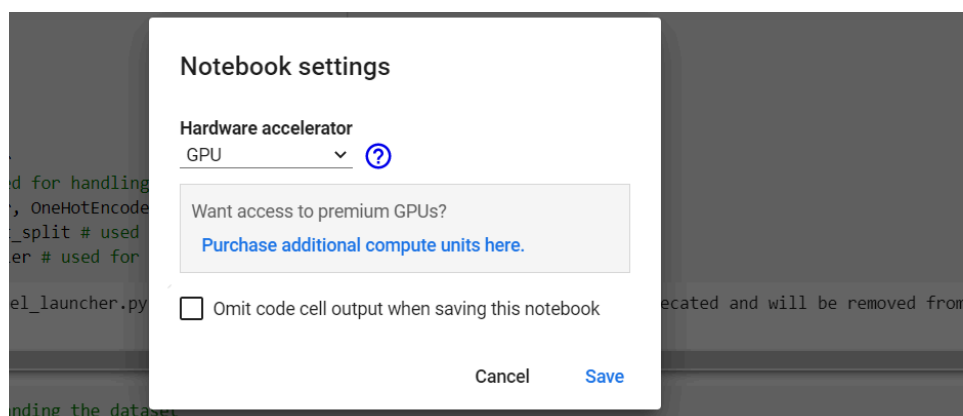 Notebook settings
Hardware accelerator
GPU
Want access to premium GPUs?
Purchase additional compute units here.
Omit code cell output when saving this notebook
Cancel Save
ed for handling
, OneHotEncode
_split # used
er # used for
el_launcher.py
ecated and will be removed from
nding the dataset